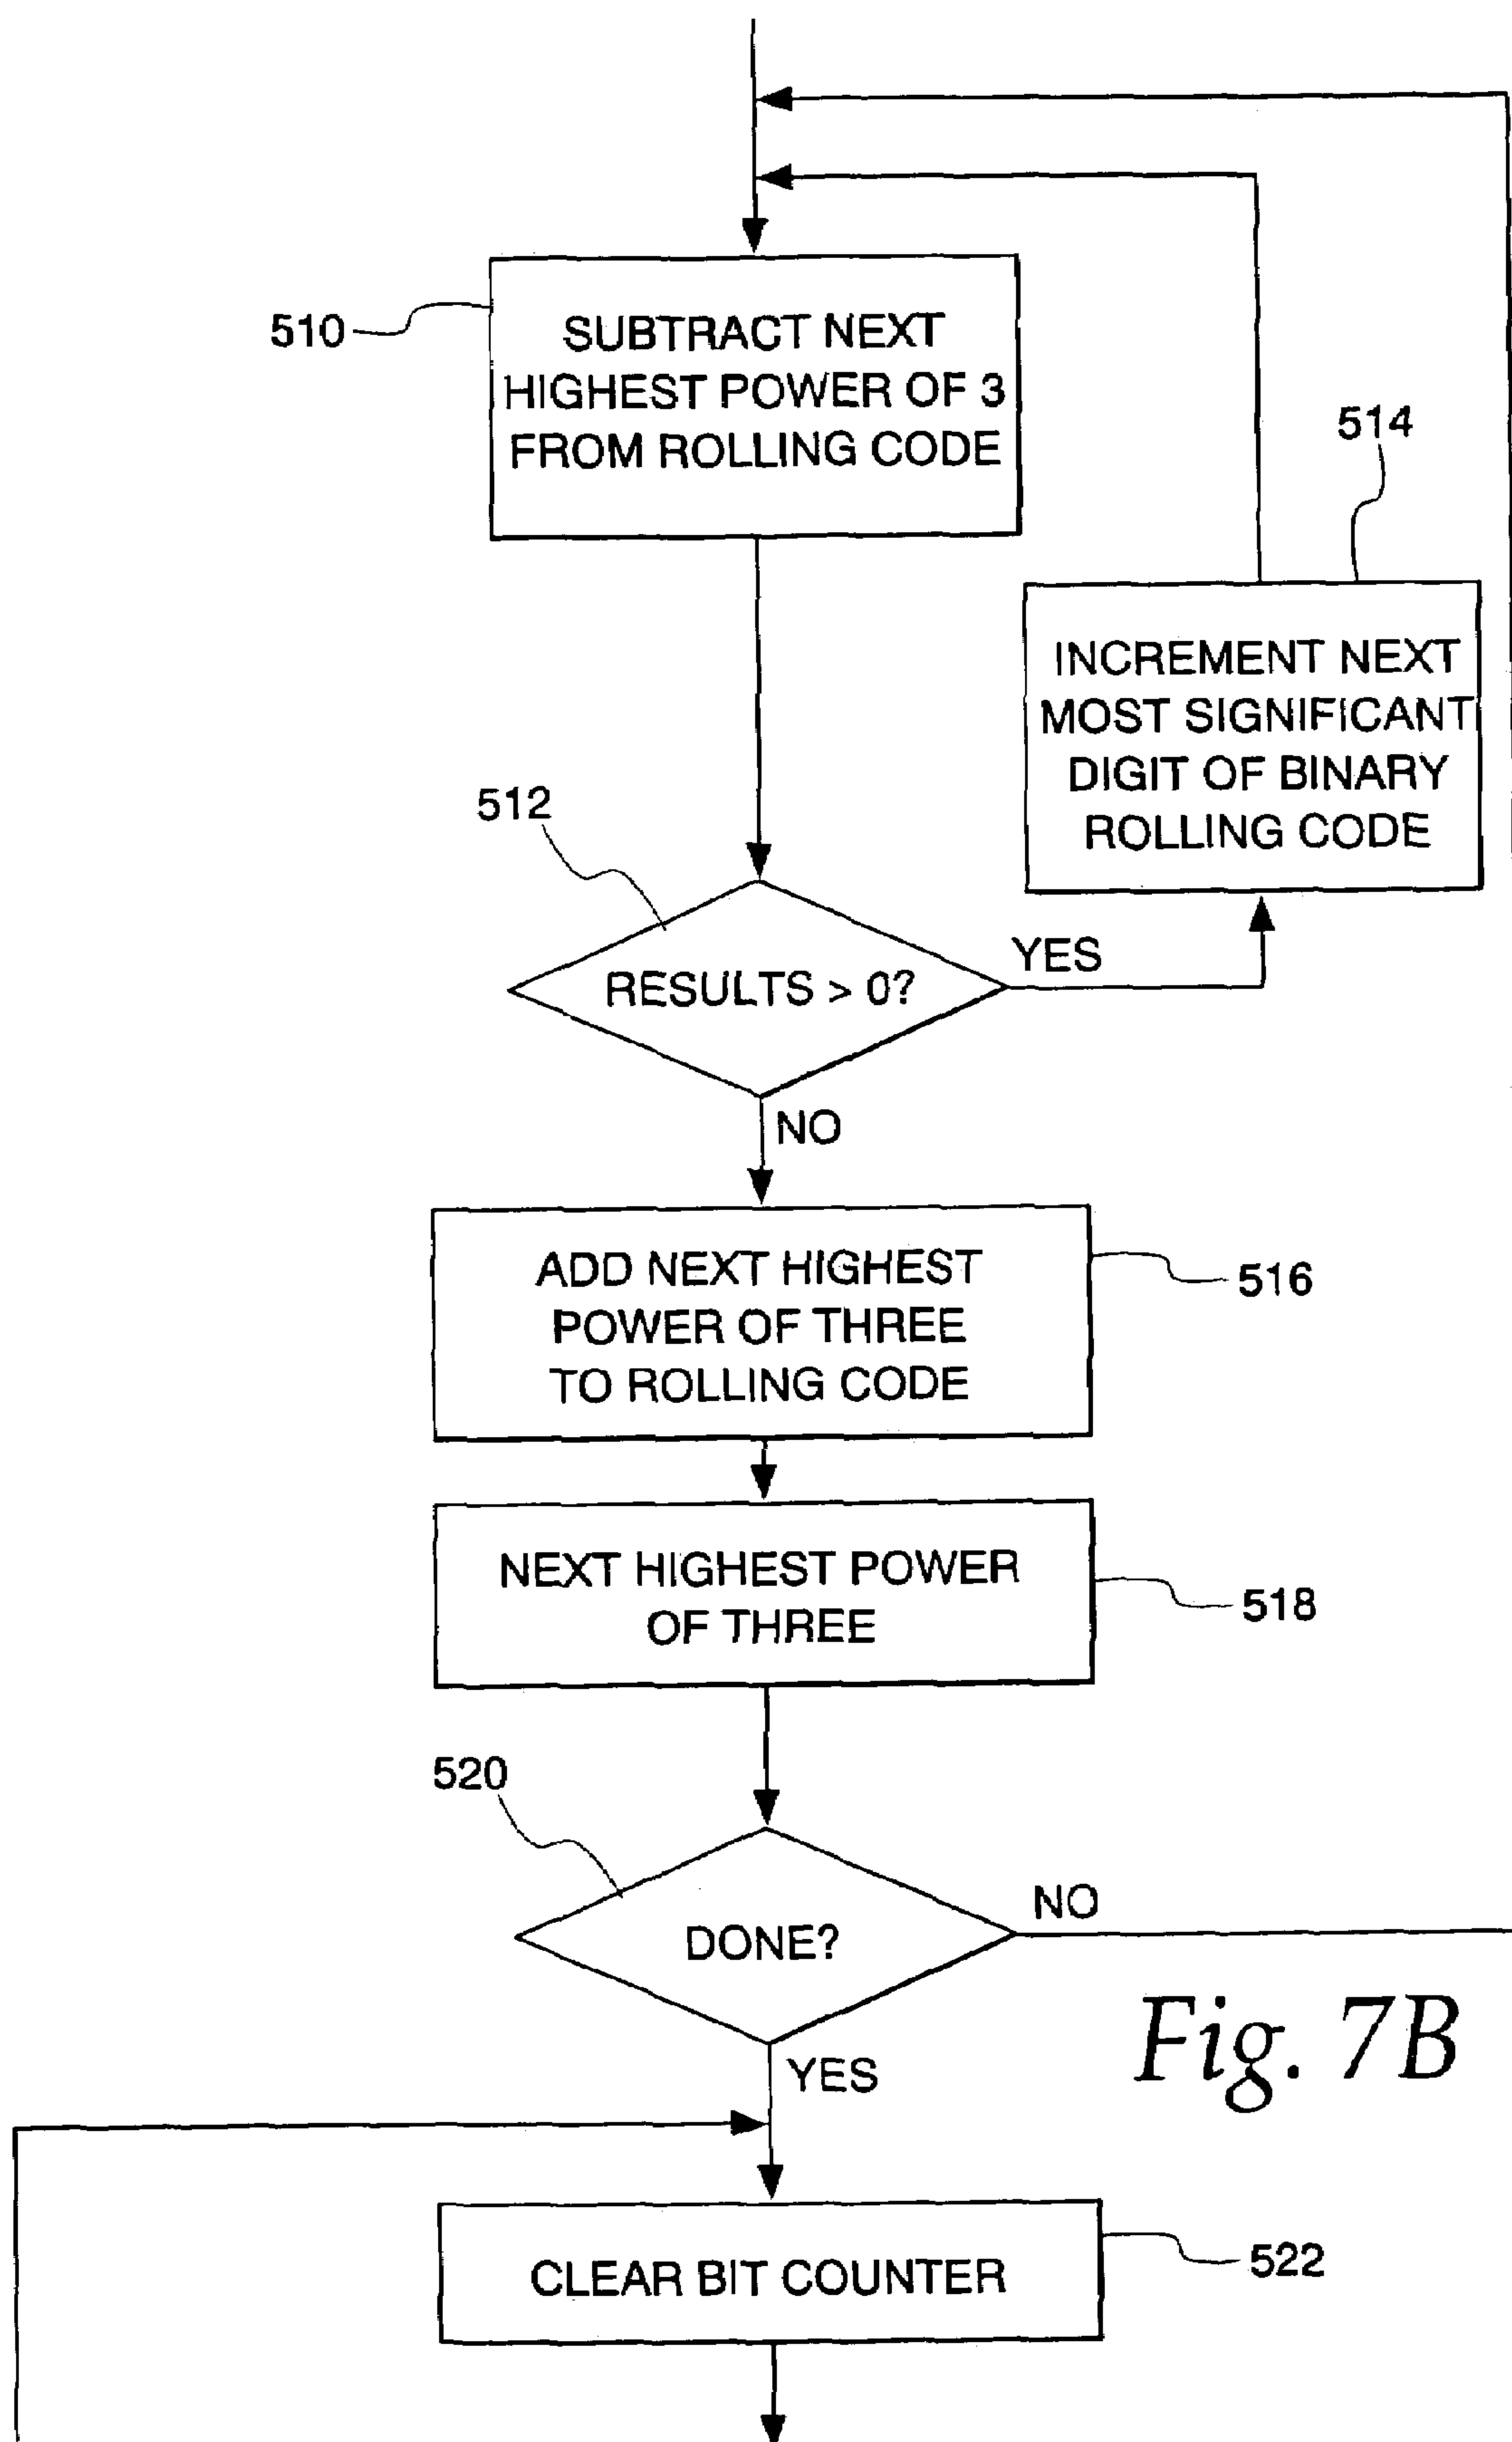 510
SUBTRACT NEXT
HIGHEST POWER OF 3
FROM ROLLING CODE
514
INCREMENT NEXT
MOST SIGNIFICANT
DIGIT OF BINARY
ROLLING CODE
512
RESULTS > 0?
YES
NO
ADD NEXT HIGHEST
POWER OF THREE
TO ROLLING CODE
516
NEXT HIGHEST POWER
OF THREE
518
520
DONE?
NO
YES
Fig. 7B
CLEAR BIT COUNTER
522